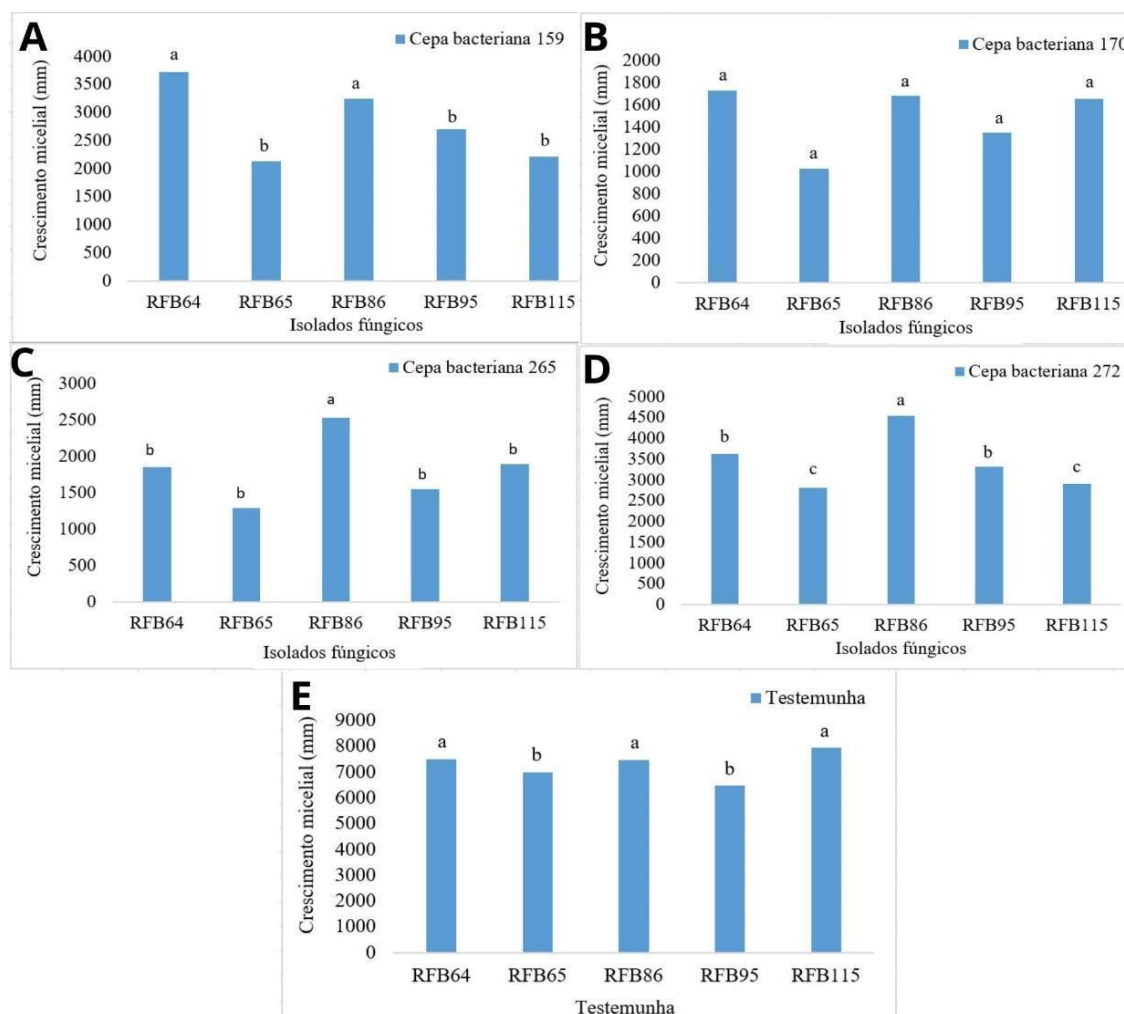 A
Cepa bacteriana 159
Crescimento micelial (mm)
4000
3500
3000
2500
2000
1500
1000
500
0
a
b
a
b
b
RFB64 RFB65 RFB86 RFB95 RFB115
Isolados fúngicos
B
Cepa bacteriana 170
Crescimento micelial (mm)
2000
1800
1600
1400
1200
1000
800
600
400
200
0
a
a
a
a
a
RFB64 RFB65 RFB86 RFB95 RFB115
Isolados fúngicos
C
Cepa bacteriana 265
Crescimento micelial (mm)
3000
2500
2000
1500
1000
500
0
b
b
a
b
b
RFB64 RFB65 RFB86 RFB95 RFB115
Isolados fúngicos
D
Cepa bacteriana 272
Crescimento micelial (mm)
5000
4500
4000
3500
3000
2500
2000
1500
1000
500
0
b
c
a
b
c
RFB64 RFB65 RFB86 RFB95 RFB115
Isolados fúngicos
E
Testemunha
Crescimento micelial (mm)
9000
8000
7000
6000
5000
4000
3000
2000
1000
0
a
b
a
b
a
RFB64 RFB65 RFB86 RFB95 RFB115
Testemunha